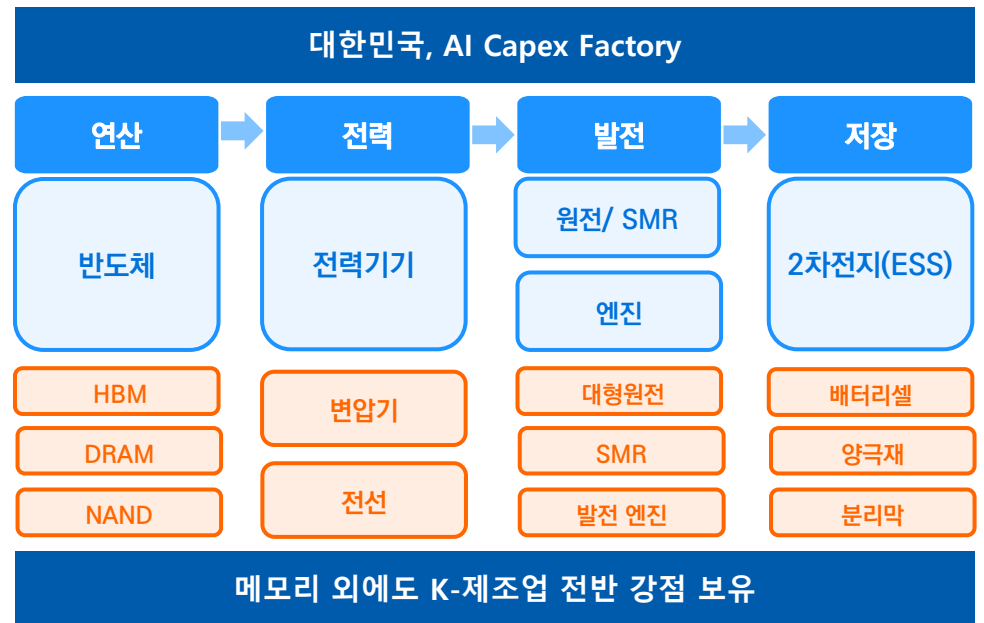 대한민국, AI Capex Factory
연산
전력
발전
저장
반도체
전력기기
원전/ SMR
엔진
2차전지(ESS)
HBM
DRAM
NAND
변압기
전선
대형원전
SMR
발전 엔진
배터리셀
양극재
분리막
메모리 외에도 K-제조업 전반 강점 보유